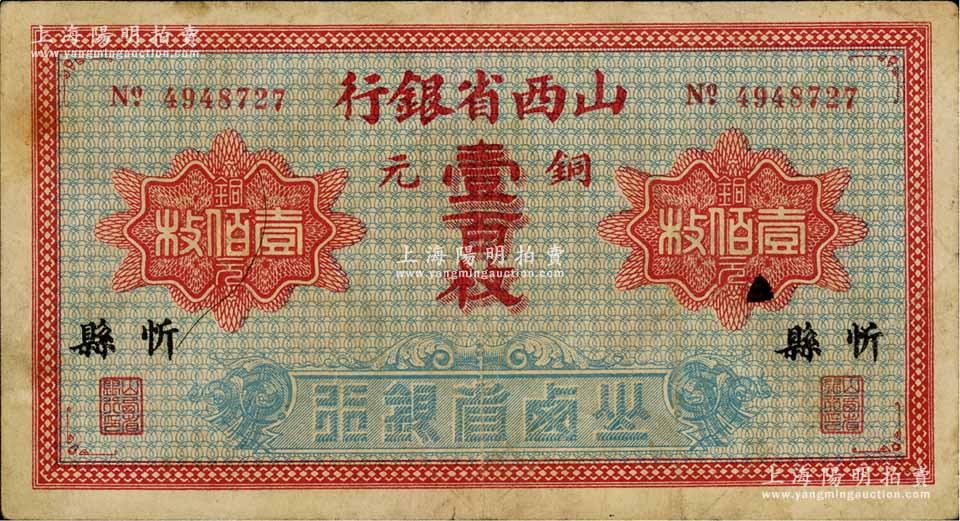 上海陽明拍賣
www.yangmingauction.com
山西省銀行
Nº 4948727
Nº 4948727
銅元
壹百枚
銅元
壹佰枚
銅元
壹佰枚
上海陽明拍賣
www.yangmingauction.com
忻縣
忻縣
山西省銀行
上海陽明拍賣
www.yangmingauction.com